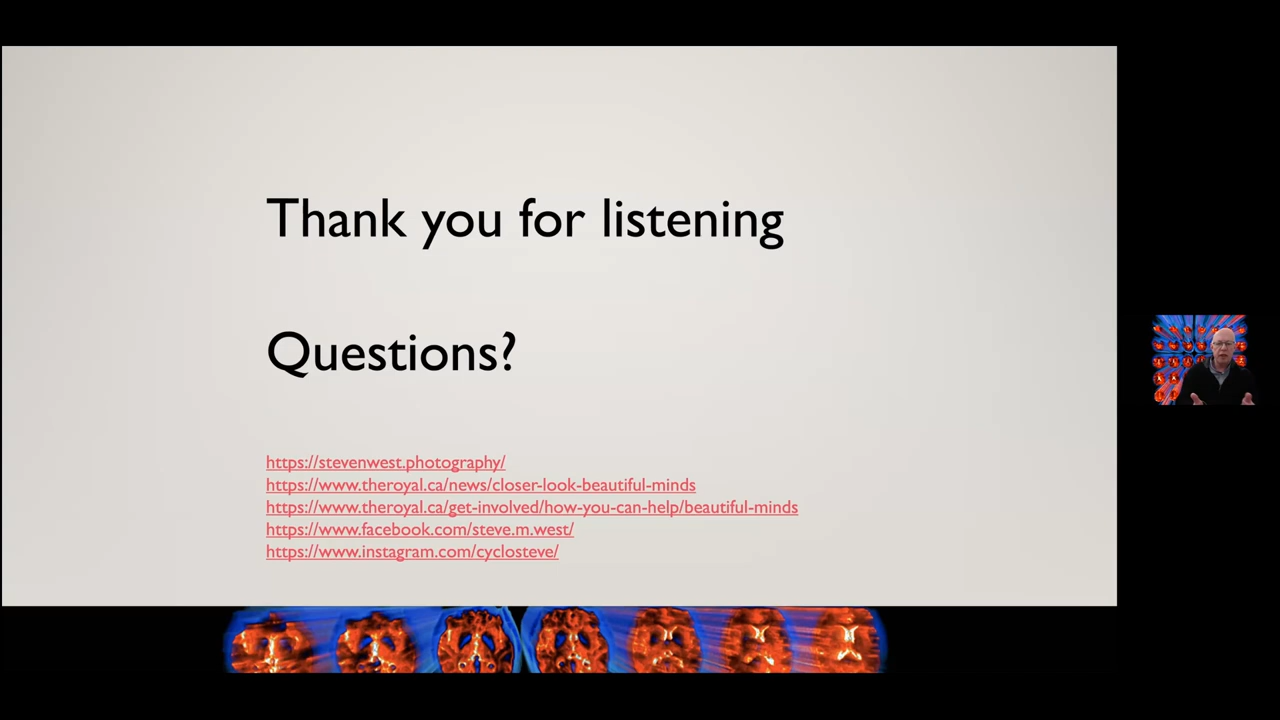 Thank you for listening
Questions?
https://stevenwest.photography/
https://www.theroyal.ca/news/closer-look-beautiful-minds
https://www.theroyal.ca/get-involved/how-you-can-help/beautiful-minds
https://www.facebook.com/steve.m.west/
https://www.instagram.com/cyclosteve/